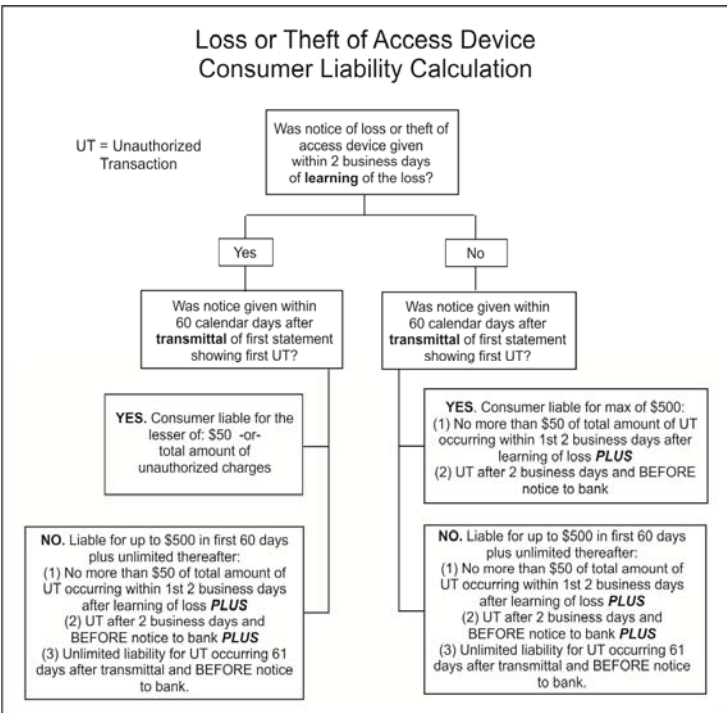 Loss or Theft of Access Device
Consumer Liability Calculation
UT = Unauthorized
Transaction
Was notice of loss or theft of
access device given
within 2 business days
of learning of the loss?
Yes
No
Was notice given within
60 calendar days after
transmittal of first statement
showing first UT?
Was notice given within
60 calendar days after
transmittal of first statement
showing first UT?
YES. Consumer liable for the
lesser of: $50 -or-
total amount of
unauthorized charges
YES. Consumer liable for max of $500:
(1) No more than $50 of total amount of UT
occurring within 1st 2 business days after
learning of loss PLUS
(2) UT after 2 business days and BEFORE
notice to bank
NO. Liable for up to $500 in first 60 days
plus unlimited thereafter:
(1) No more than $50 of total amount of
UT occurring within 1st 2 business days
after learning of loss PLUS
(2) UT after 2 business days and
BEFORE notice to bank PLUS
(3) Unlimited liability for UT occurring 61
days after transmittal and BEFORE notice
to bank.
NO. Liable for up to $500 in first 60 days
plus unlimited thereafter:
(1) No more than $50 of total amount of
UT occurring within 1st 2 business days
after learning of loss PLUS
(2) UT after 2 business days and
BEFORE notice to bank PLUS
(3) Unlimited liability for UT occurring 61
days after transmittal and BEFORE notice
to bank.